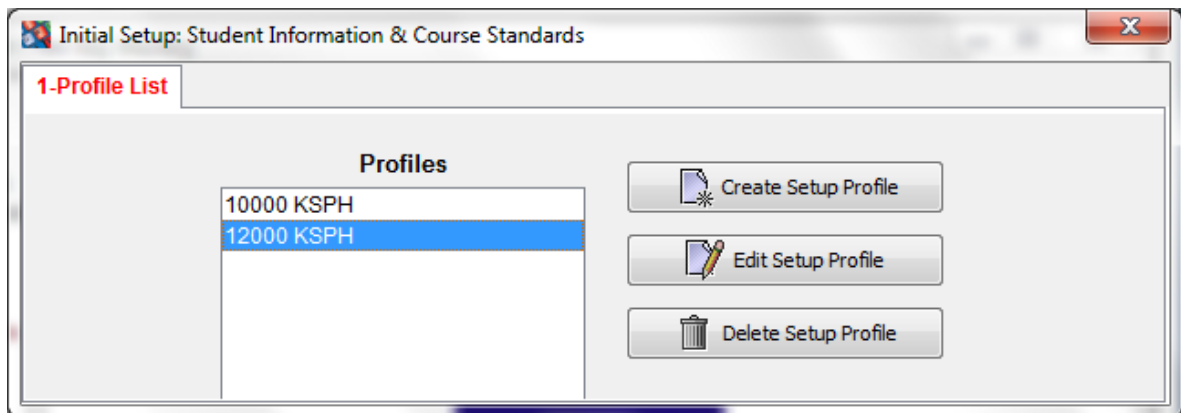 Initial Setup: Student Information & Course Standards
1-Profile List
Profiles
10000 KSPH
12000 KSPH
Create Setup Profile
Edit Setup Profile
Delete Setup Profile